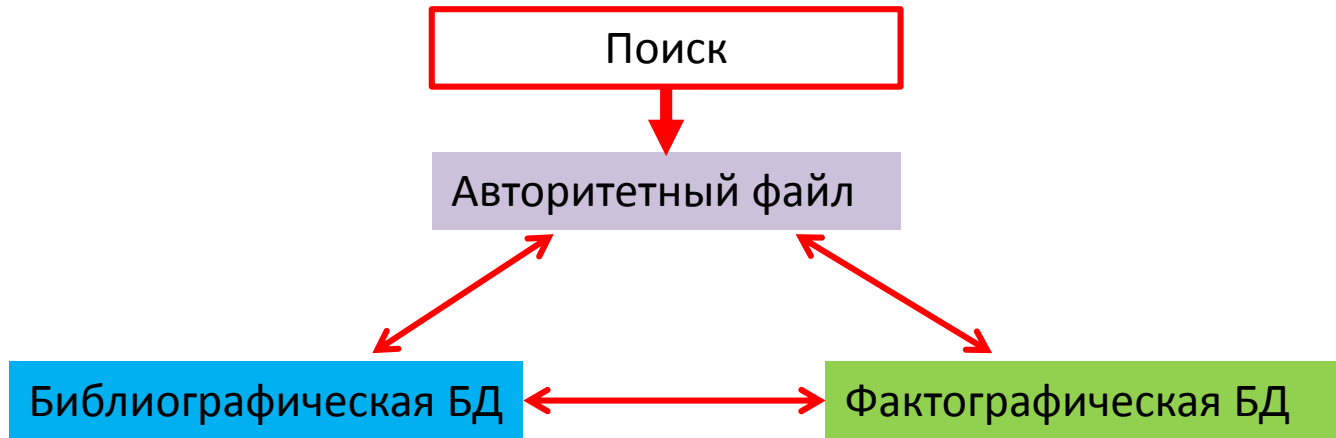 Поиск
Авторитетный файл
Библиографическая БД
Фактографическая БД